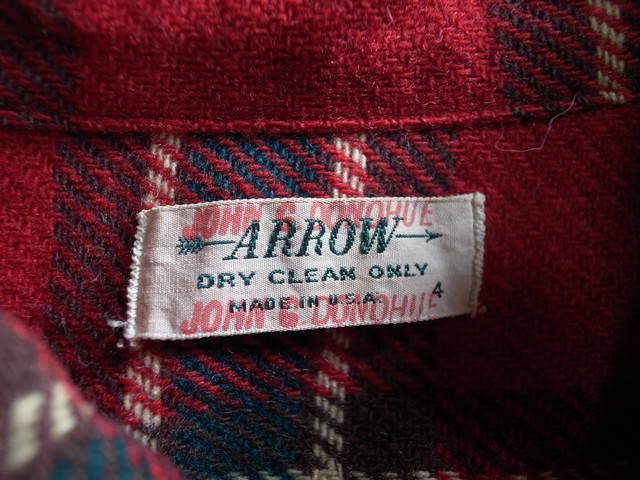 JOHN G DONOHUE
ARROW
DRY CLEAN ONLY
MADE IN U.S.A. 4
JOHN G DONOHUE